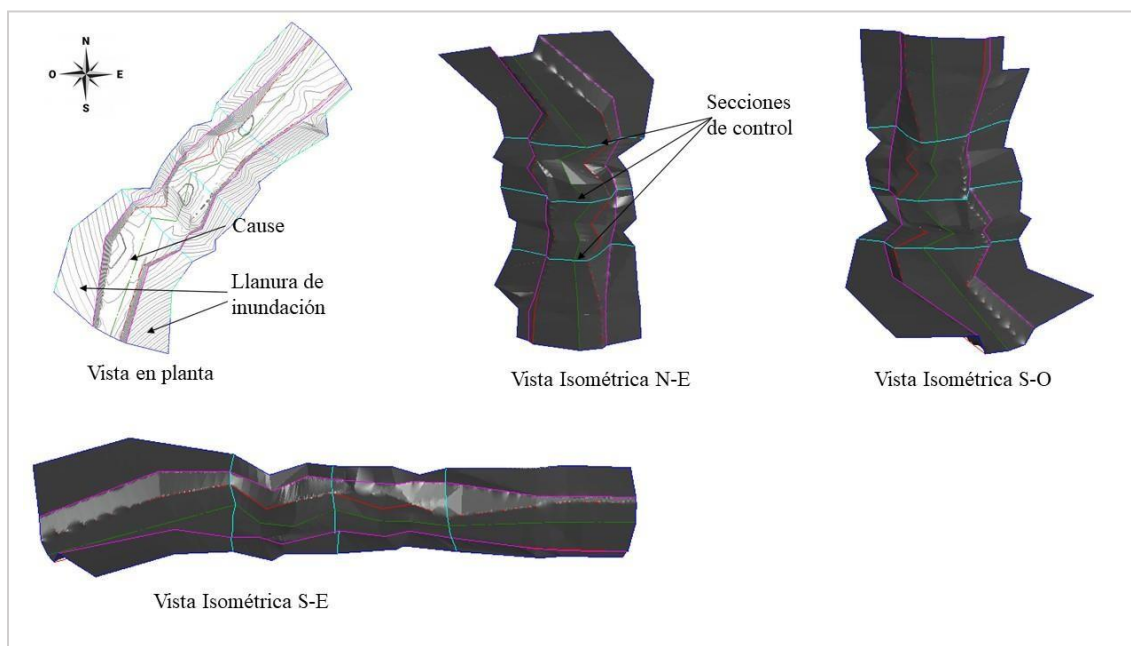 N
O
E
S
Cause
Llanura de
inundación
Vista en planta
Secciones
de control
Vista Isométrica N-E
Vista Isométrica S-O
Vista Isométrica S-E